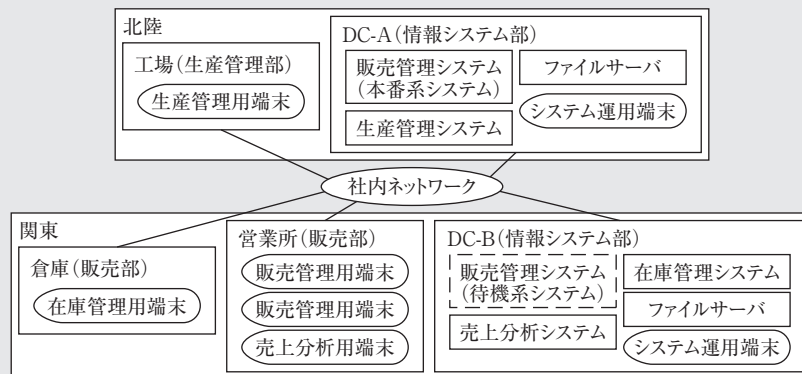 北陸
工場(生産管理部)
生産管理用端末
DC-A(情報システム部)
販売管理システム
(本番系システム)
ファイルサーバ
生産管理システム
システム運用端末
社内ネットワーク
関東
倉庫(販売部)
在庫管理用端末
営業所(販売部)
販売管理用端末
販売管理用端末
売上分析用端末
DC-B(情報システム部)
販売管理システム
(待機系システム)
在庫管理システム
ファイルサーバ
売上分析システム
システム運用端末